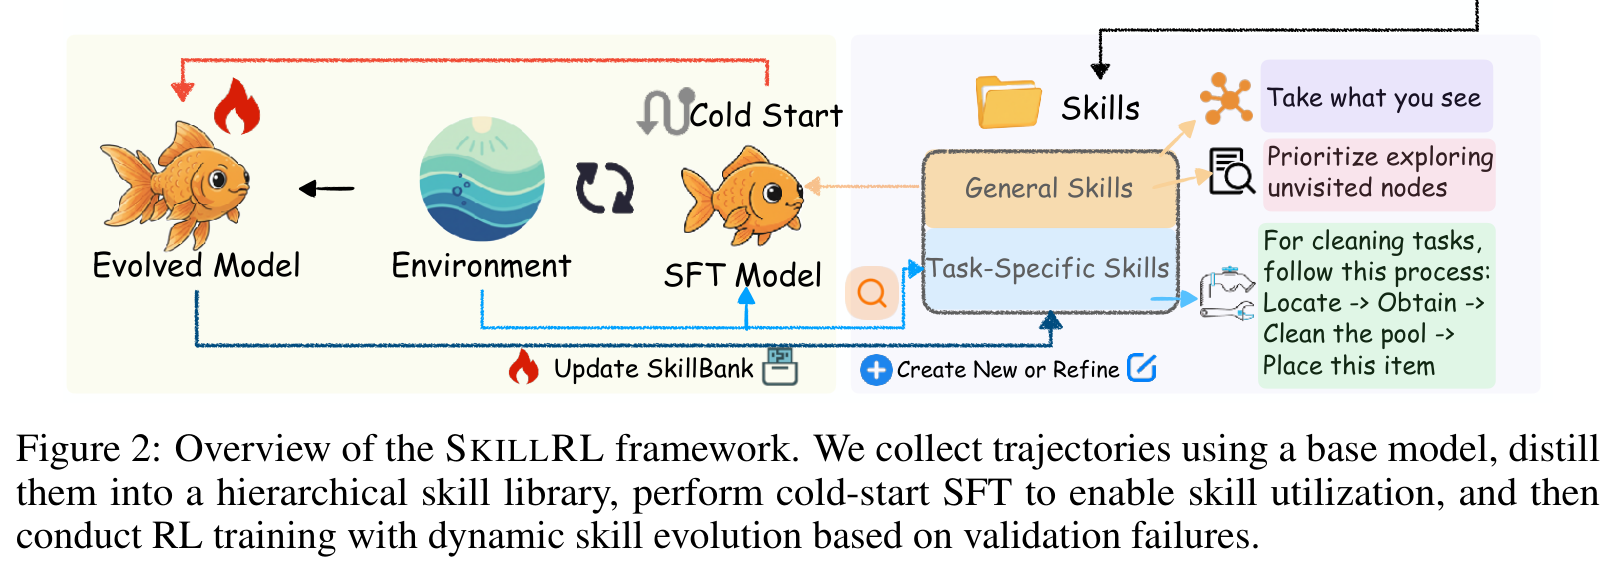 Cold Start
Evolved Model
Environment
SFT Model
Update SkillBank
Skills
General Skills
Task-Specific Skills
Create New or Refine
Take what you see
Prioritize exploring
unvisited nodes
For cleaning tasks,
follow this process:
Locate -> Obtain ->
Clean the pool ->
Place this item
Figure 2: Overview of the SKILLRL framework. We collect trajectories using a base model, distill
them into a hierarchical skill library, perform cold-start SFT to enable skill utilization, and then
conduct RL training with dynamic skill evolution based on validation failures.